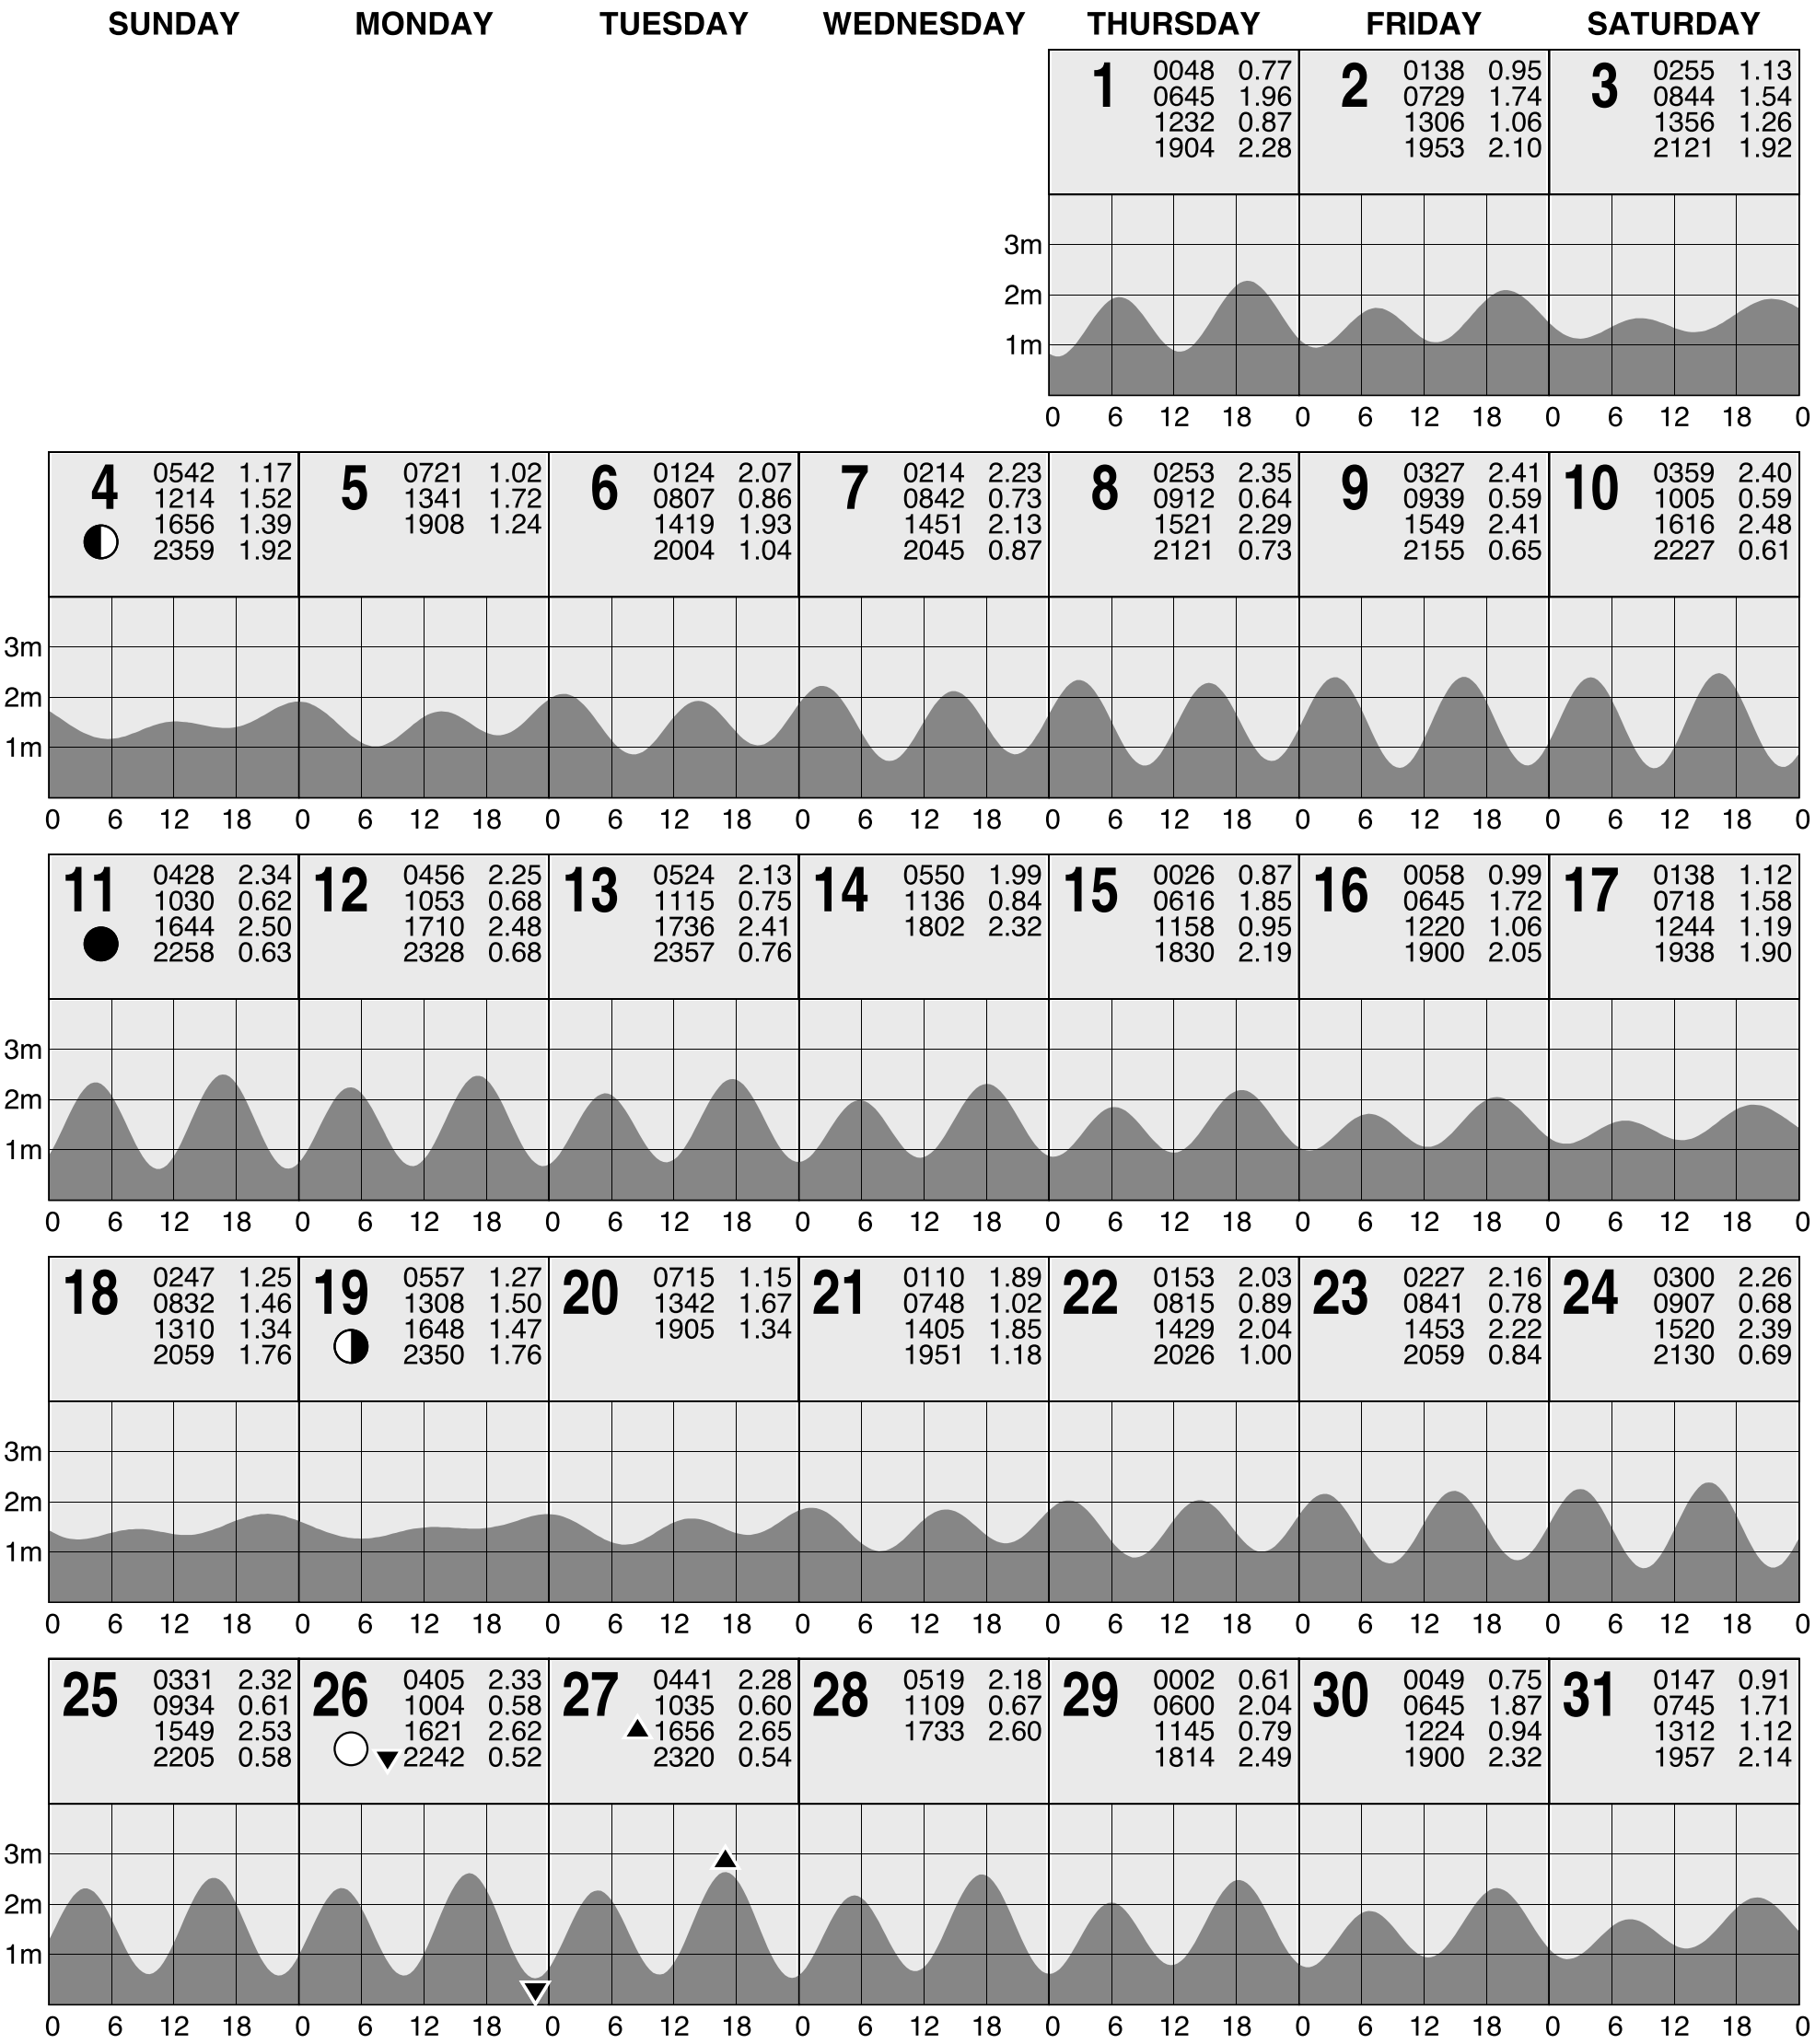 SUNDAY MONDAY TUESDAY WEDNESDAY THURSDAY FRIDAY SATURDAY
1 0048 0.77
0645 1.96
1232 0.87
1904 2.28
2 0138 0.95
0729 1.74
1306 1.06
1953 2.10
3 0255 1.13
0844 1.54
1356 1.26
2121 1.92
3m
2m
1m
0 6 12 18 0 6 12 18 0 6 12 18 0
4 0542 1.17
1214 1.52
1656 1.39
2359 1.92
5 0721 1.02
1341 1.72
1908 1.24
6 0124 2.07
0807 0.86
1419 1.93
2004 1.04
7 0214 2.23
0842 0.73
1451 2.13
2045 0.87
8 0253 2.35
0912 0.64
1521 2.29
2121 0.73
9 0327 2.41
0939 0.59
1549 2.41
2155 0.65
10 0359 2.40
1005 0.59
1616 2.48
2227 0.61
3m
2m
1m
0 6 12 18 0 6 12 18 0 6 12 18 0 6 12 18 0 6 12 18 0 6 12 18 0 6 12 18 0
11 0428 2.34
1030 0.62
1644 2.50
2258 0.63
12 0456 2.25
1053 0.68
1710 2.48
2328 0.68
13 0524 2.13
1115 0.75
1736 2.41
2357 0.76
14 0550 1.99
1136 0.84
1802 2.32
15 0026 0.87
0616 1.85
1158 0.95
1830 2.19
16 0058 0.99
0645 1.72
1220 1.06
1900 2.05
17 0138 1.12
0718 1.58
1244 1.19
1938 1.90
3m
2m
1m
0 6 12 18 0 6 12 18 0 6 12 18 0 6 12 18 0 6 12 18 0 6 12 18 0 6 12 18 0
18 0247 1.25
0832 1.46
1310 1.34
2059 1.76
19 0557 1.27
1308 1.50
1648 1.47
2350 1.76
20 0715 1.15
1342 1.67
1905 1.34
21 0110 1.89
0748 1.02
1405 1.85
1951 1.18
22 0153 2.03
0815 0.89
1429 2.04
2026 1.00
23 0227 2.16
0841 0.78
1453 2.22
2059 0.84
24 0300 2.26
0907 0.68
1520 2.39
2130 0.69
3m
2m
1m
0 6 12 18 0 6 12 18 0 6 12 18 0 6 12 18 0 6 12 18 0 6 12 18 0 6 12 18 0
25 0331 2.32
0934 0.61
1549 2.53
2205 0.58
26 0405 2.33
1004 0.58
1621 2.62
2242 0.52
27 0441 2.28
1035 0.60
1656 2.65
2320 0.54
28 0519 2.18
1109 0.67
1733 2.60
29 0002 0.61
0600 2.04
1145 0.79
1814 2.49
30 0049 0.75
0645 1.87
1224 0.94
1900 2.32
31 0147 0.91
0745 1.71
1312 1.12
1957 2.14
3m
2m
1m
0 6 12 18 0 6 12 18 0 6 12 18 0 6 12 18 0 6 12 18 0 6 12 18 0 6 12 18 0